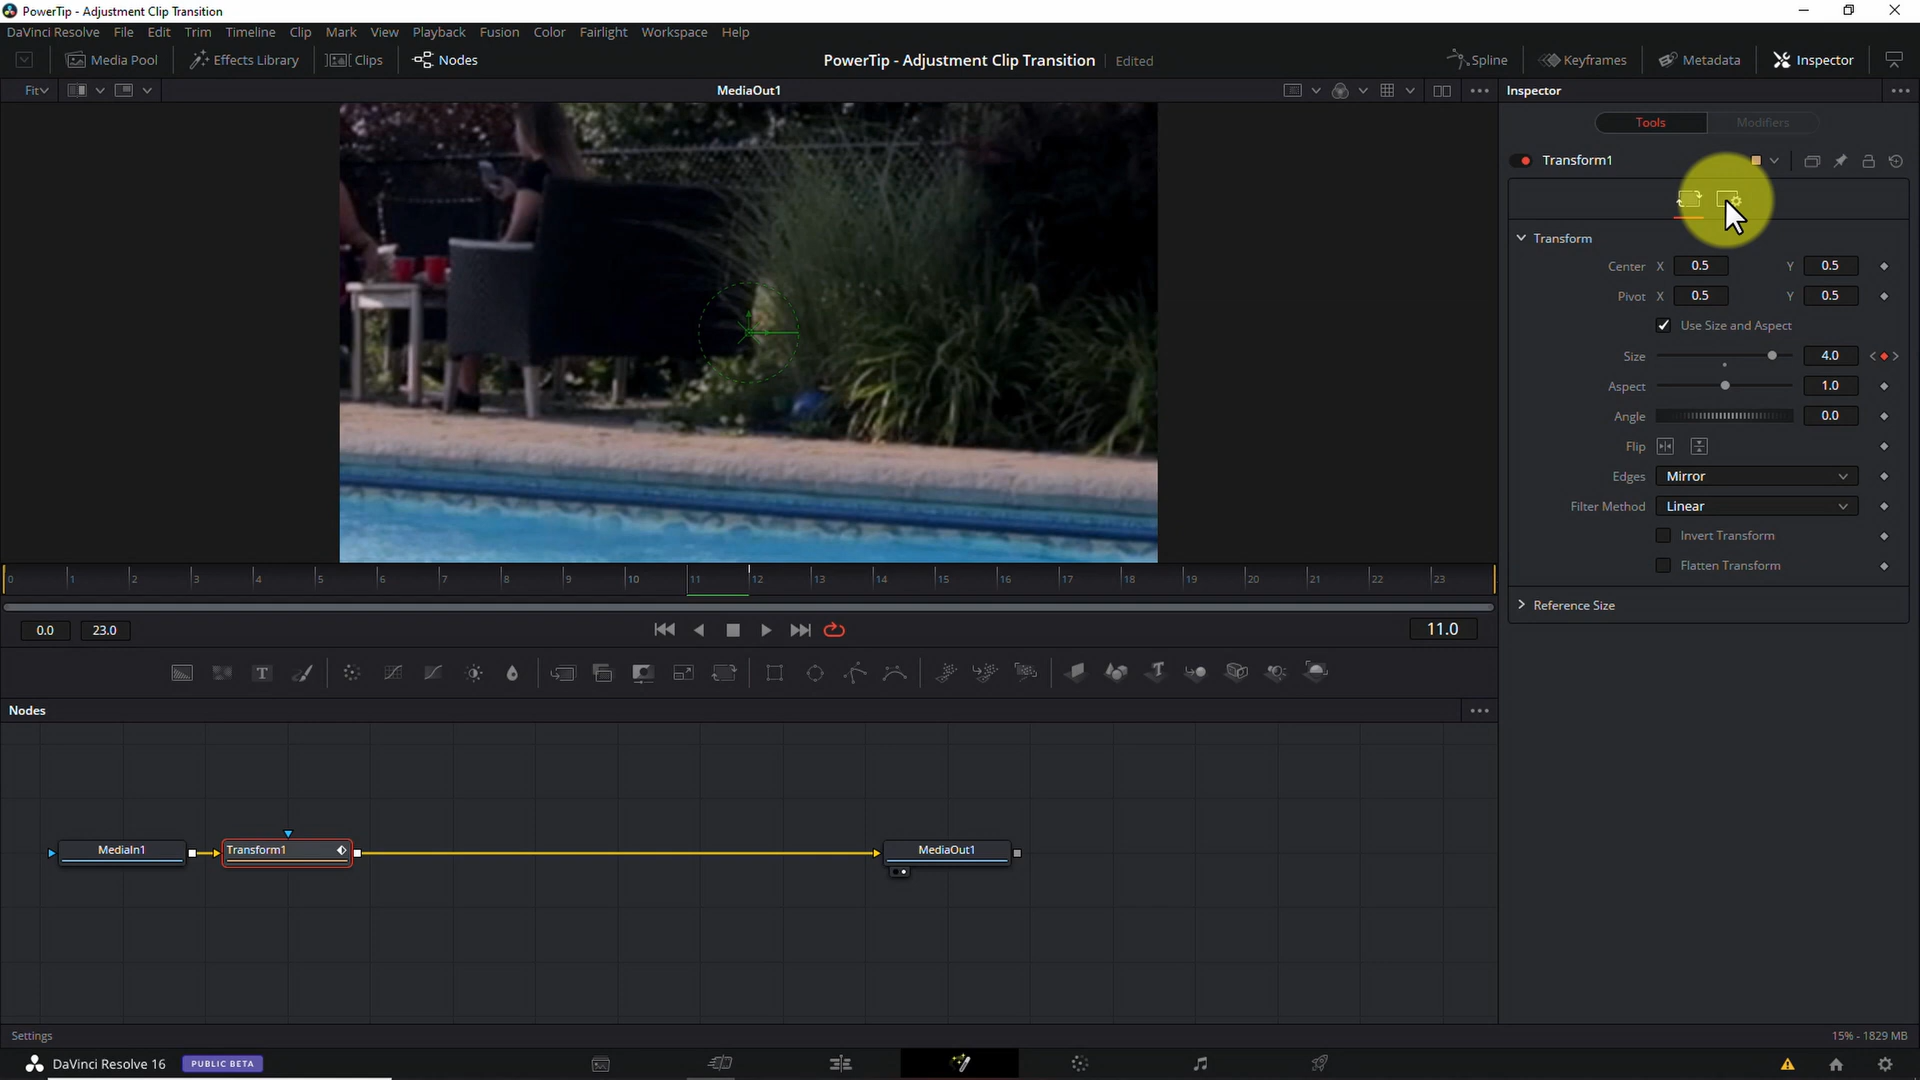 PowerTip - Adjustment Clip Transition
DaVinci Resolve File Edit Trim Timeline Clip Mark View Playback Fusion Color Fairlight Workspace Help
Media Pool Effects Library Clips Nodes PowerTip - Adjustment Clip Transition Edited Spline Keyframes Metadata Inspector
Fit MediaOut1 Inspector
Tools Modifiers
Transform1
Transform
Center X 0.5 Y 0.5
Pivot X 0.5 Y 0.5
Use Size and Aspect
Size 4.0
Aspect 1.0
Angle 0.0
Flip
Edges Mirror
Filter Method Linear
Invert Transform
Flatten Transform
Reference Size
0 1 2 3 4 5 6 7 8 9 10 11 12 13 14 15 16 17 18 19 20 21 22 23
0.0 23.0 11.0
T T
Nodes
MediaIn1 Transform1 MediaOut1
Settings 15% - 1829 MB
DaVinci Resolve 16 PUBLIC BETA